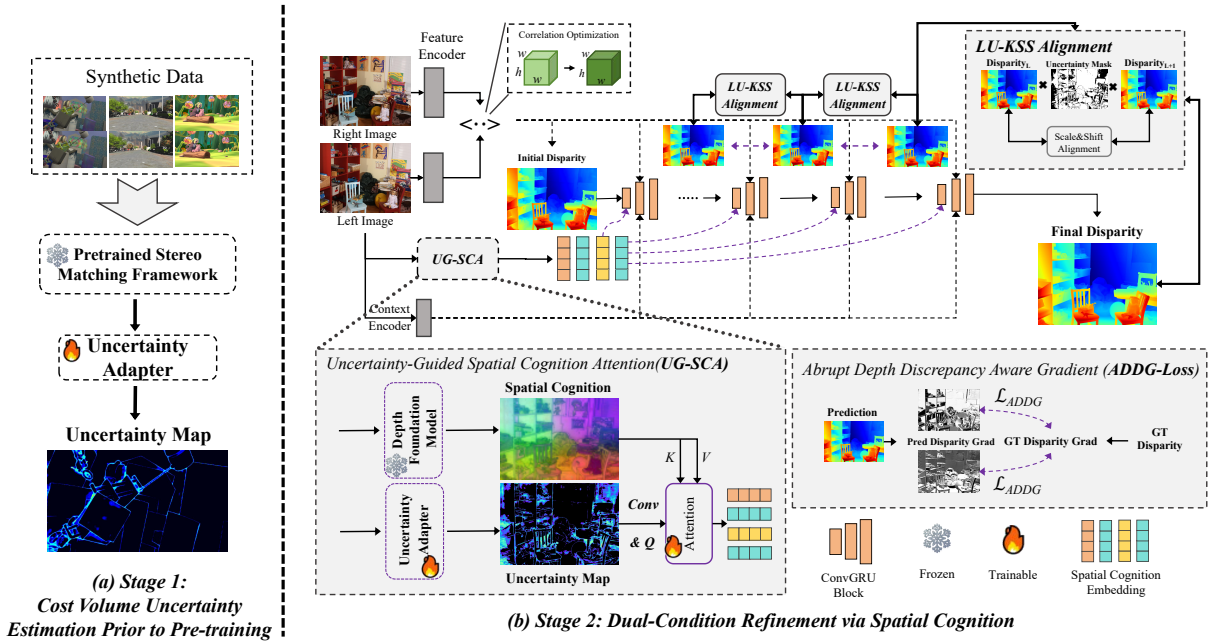 Synthetic Data
Pretrained Stereo
Matching Framework
Uncertainty
Adapter
Uncertainty Map
(a) Stage 1:
Cost Volume Uncertainty
Estimation Prior to Pre-training
Feature
Encoder
Right Image
Left Image
<··>
Correlation Optimization
w
h
w
w
h
w
Initial Disparity
UG-SCA
Context
Encoder
LU-KSS
Alignment
LU-KSS
Alignment
.....
LU-KSS Alignment
Disparity_L
Uncertainty Mask
Disparity_{L+1}
Scale&Shift
Alignment
Final Disparity
Uncertainty-Guided Spatial Cognition Attention(UG-SCA)
Spatial Cognition
Depth
Foundation
Model
Uncertainty
Adapter
Uncertainty Map
K
V
Conv
& Q
Attention
Abrupt Depth Discrepancy Aware Gradient (ADDG-Loss)
Prediction
ℒ_ADDG
Pred Disparity Grad
GT Disparity Grad
GT
Disparity
ℒ_ADDG
ConvGRU
Block
Frozen
Trainable
Spatial Cognition
Embedding
(b) Stage 2: Dual-Condition Refinement via Spatial Cognition